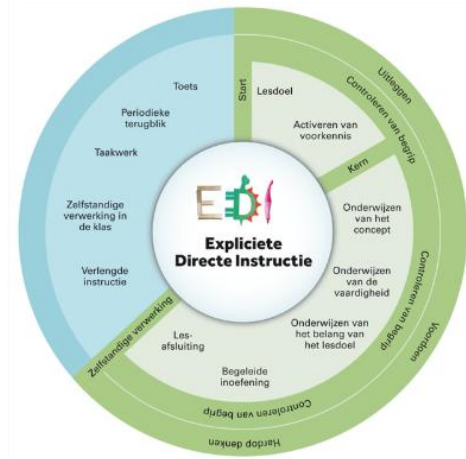 Uitleggen
Controleren van begrip
Start
Lesdoel
Activeren van
voorkennis
Kern
Onderwijzen
van het
concept
Onderwijzen
van de
vaardigheid
Onderwijzen van
het belang van
het lesdoel
Controleren van begrip
Voordoen
Begeleide
inoefening
Les-
afsluiting
Controleren van begrip
Hardop denken
Zelfstandige verwerking
Verlengde
instructie
Zelfstandige
verwerking in
de klas
Taakwerk
Periodieke
terugblik
Toets
EDI
Expliciete
Directe Instructie